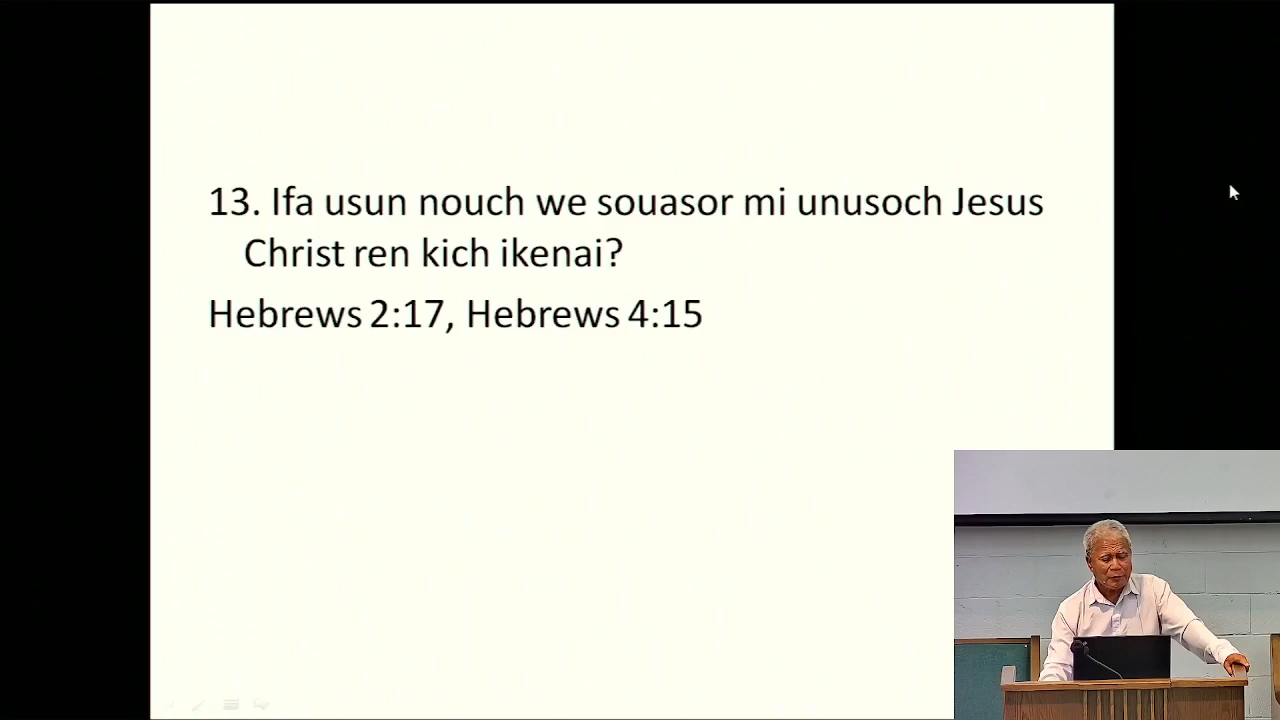 13. Ifa usun nouch we souasor mi unusoch Jesus
Christ ren kich ikenai?
Hebrews 2:17, Hebrews 4:15